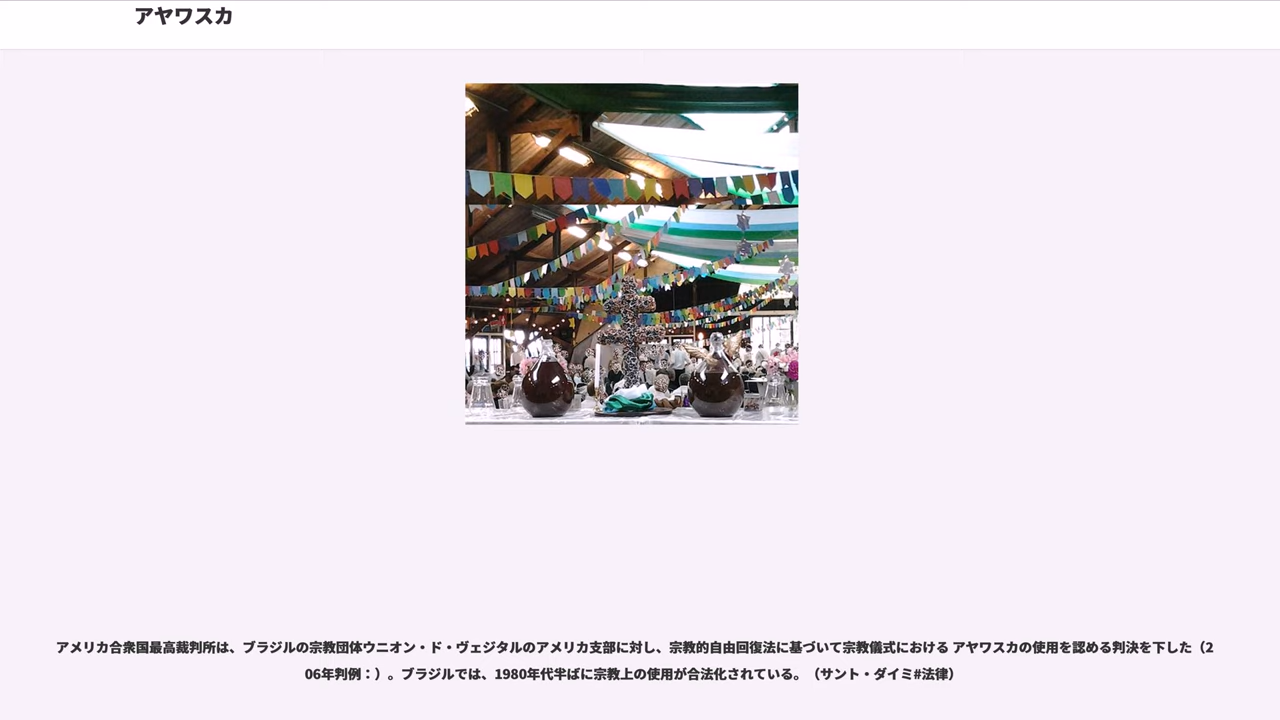 アヤワスカ
アメリカ合衆国最高裁判所は、ブラジルの宗教団体ウニオン・ド・ヴェジタルのアメリカ支部に対し、宗教的自由回復法に基づいて宗教儀式における アヤワスカの使用を認める判決を下した（2
06年判例：）。ブラジルでは、1980年代半ばに宗教上の使用が合法化されている。（サント・ダイミ#法律）